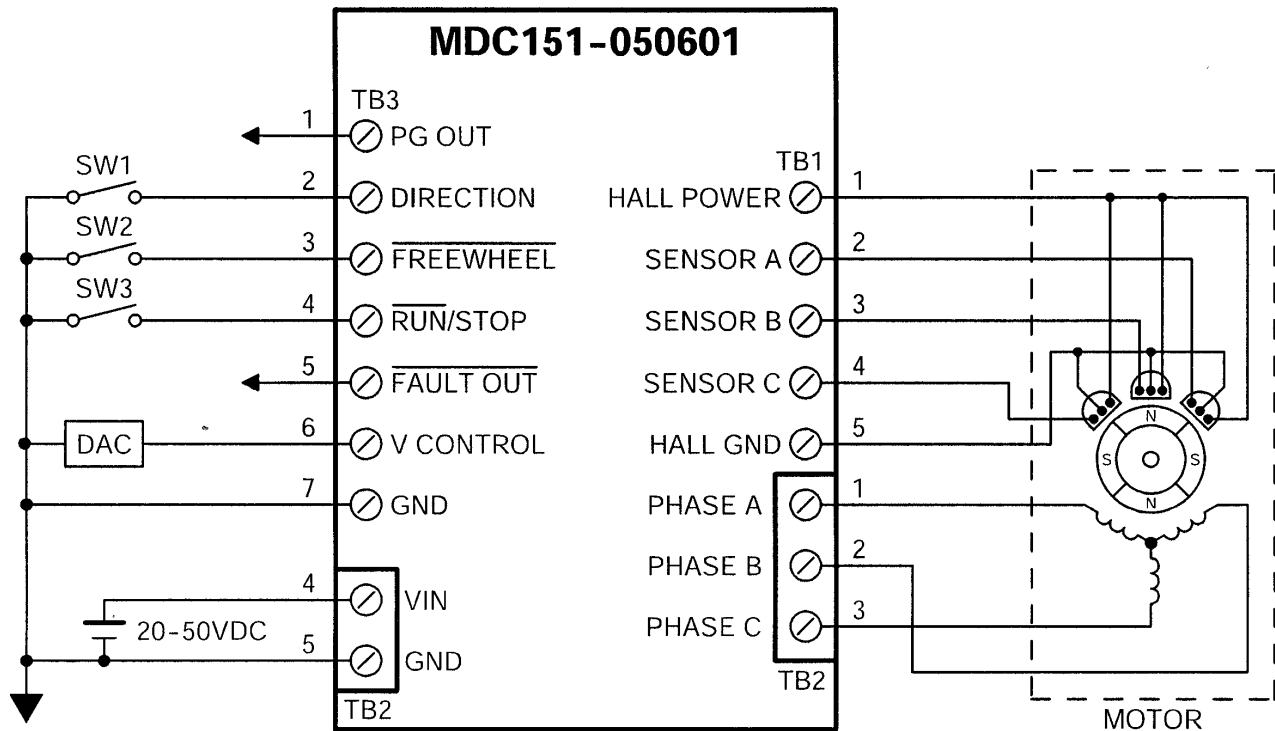 MDC151-050601
TB3
1 PG OUT
SW1
2 DIRECTION
SW2
3 FREEWHEEL
SW3
4 RUN/STOP
5 FAULT OUT
DAC
6 V CONTROL
7 GND
4 VIN
20-50VDC
5 GND
TB2
TB1
HALL POWER 1
SENSOR A 2
SENSOR B 3
SENSOR C 4
HALL GND 5
PHASE A 1
PHASE B 2
PHASE C 3
TB2
N
S S
N
MOTOR